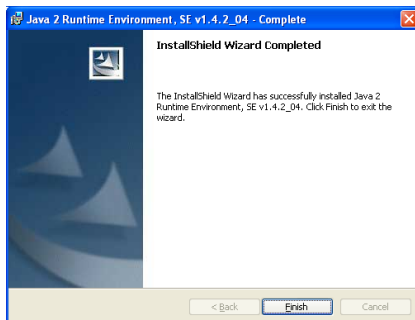 Java 2 Runtime Environment, SE v1.4.2_04 - Complete
InstallShield Wizard Completed
The InstallShield Wizard has successfully installed Java 2
Runtime Environment, SE v1.4.2_04. Click Finish to exit the
wizard.
< Back Finish Cancel